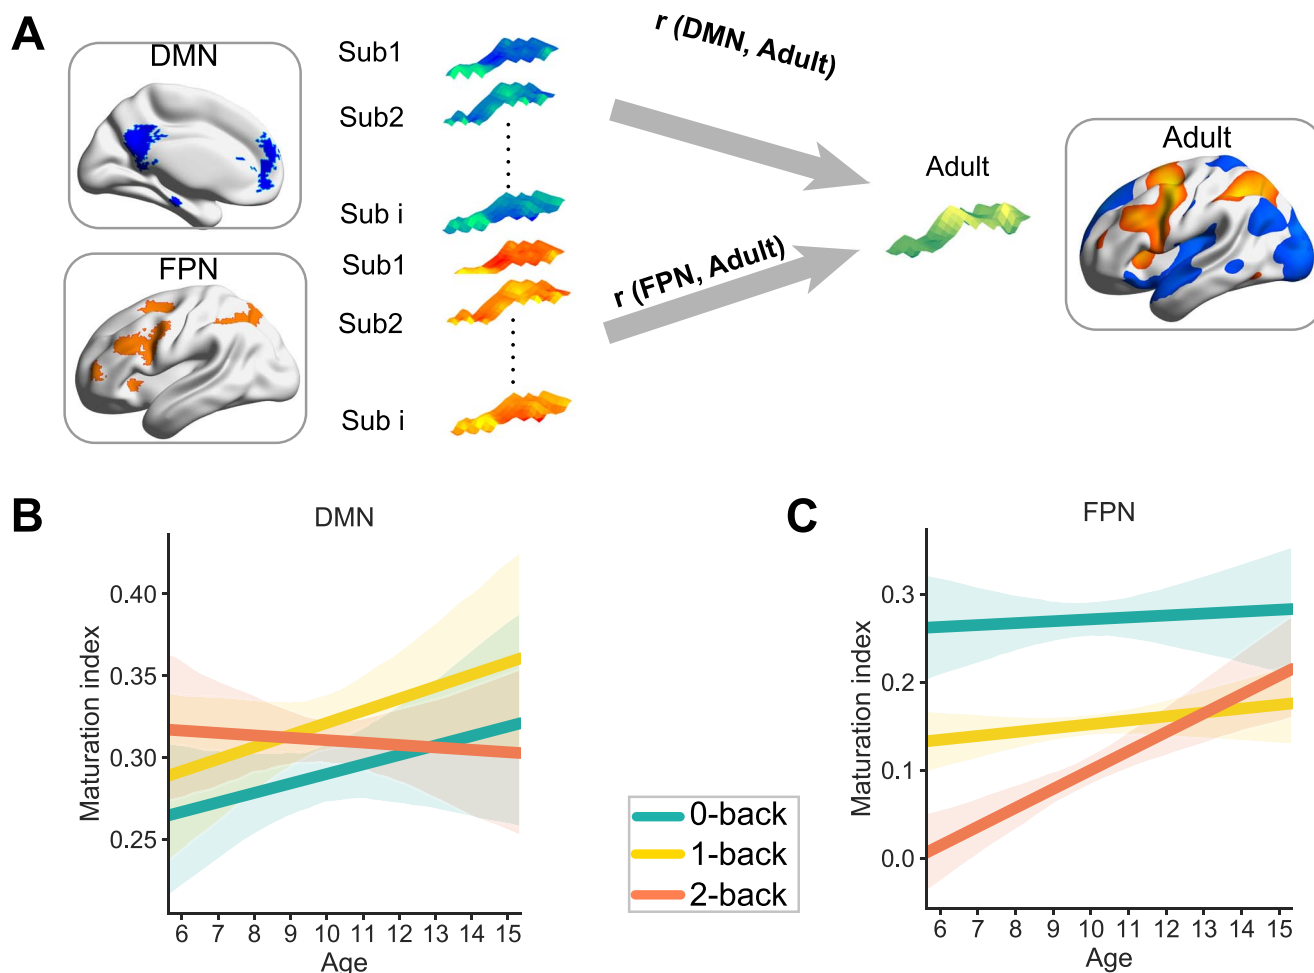 A
DMN
Sub1
Sub2
Sub i
r (DMN, Adult)
Adult
Adult
FPN
Sub1
Sub2
Sub i
r (FPN, Adult)
B
DMN
Maturation index
0.40
0.35
0.30
0.25
6 7 8 9 10 11 12 13 14 15
Age
0-back
1-back
2-back
C
FPN
Maturation index
0.3
0.2
0.1
0.0
6 7 8 9 10 11 12 13 14 15
Age